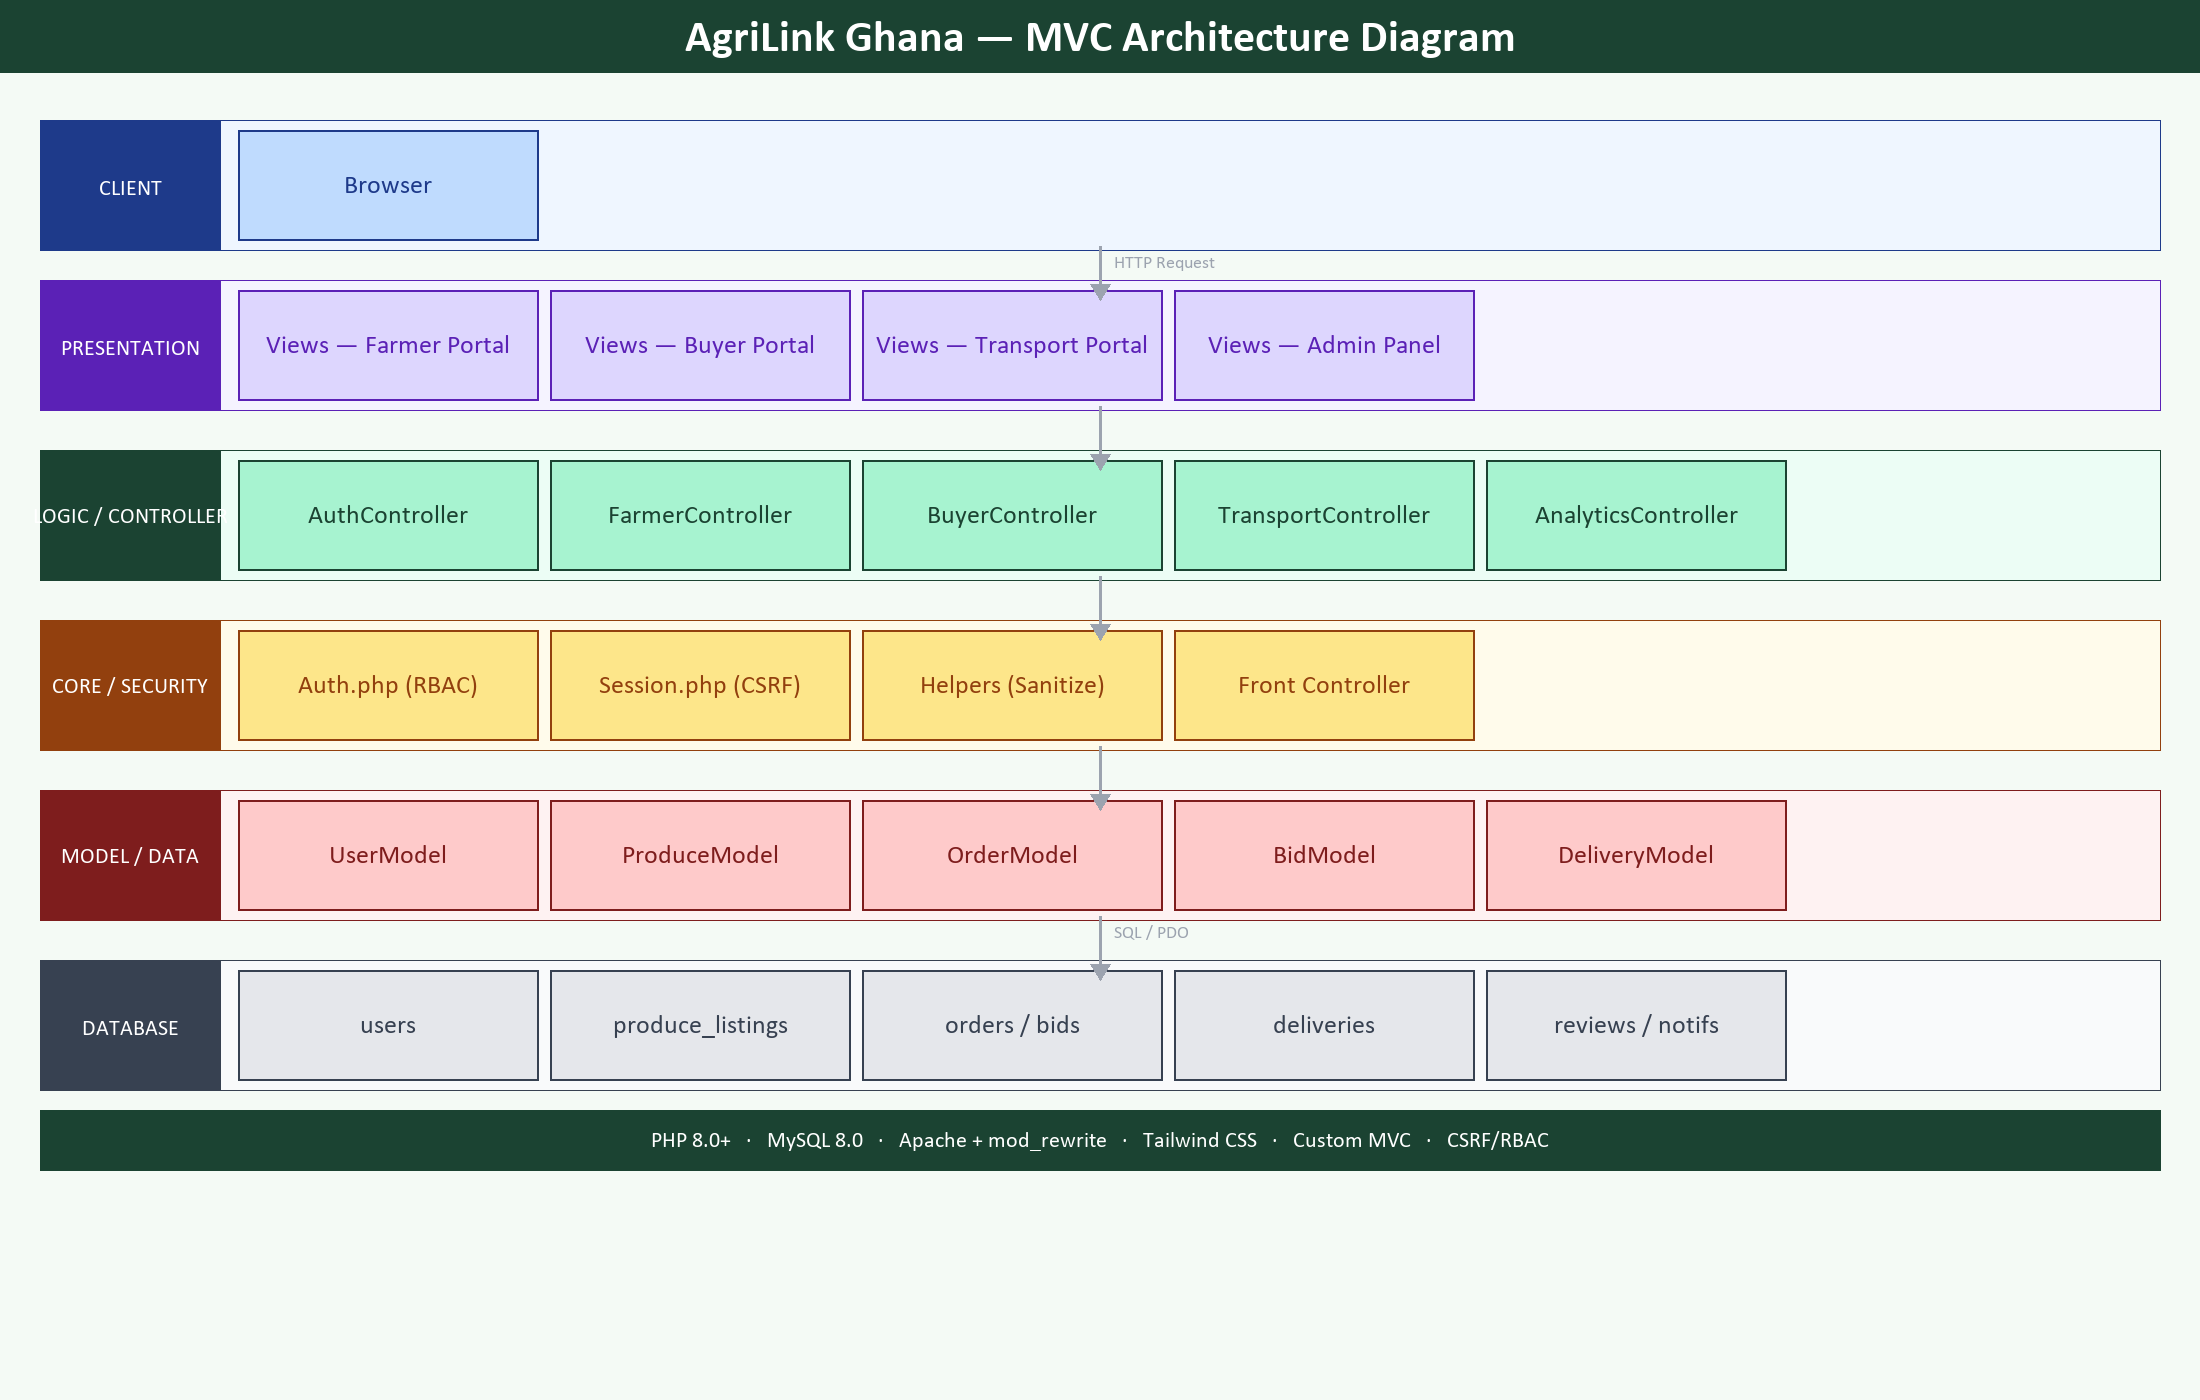 AgriLink Ghana — MVC Architecture Diagram
CLIENT
Browser
HTTP Request
PRESENTATION
Views — Farmer Portal
Views — Buyer Portal
Views — Transport Portal
Views — Admin Panel
LOGIC / CONTROLLER
AuthController
FarmerController
BuyerController
TransportController
AnalyticsController
CORE / SECURITY
Auth.php (RBAC)
Session.php (CSRF)
Helpers (Sanitize)
Front Controller
MODEL / DATA
UserModel
ProduceModel
OrderModel
BidModel
DeliveryModel
SQL / PDO
DATABASE
users
produce_listings
orders / bids
deliveries
reviews / notifs
PHP 8.0+ · MySQL 8.0 · Apache + mod_rewrite · Tailwind CSS · Custom MVC · CSRF/RBAC